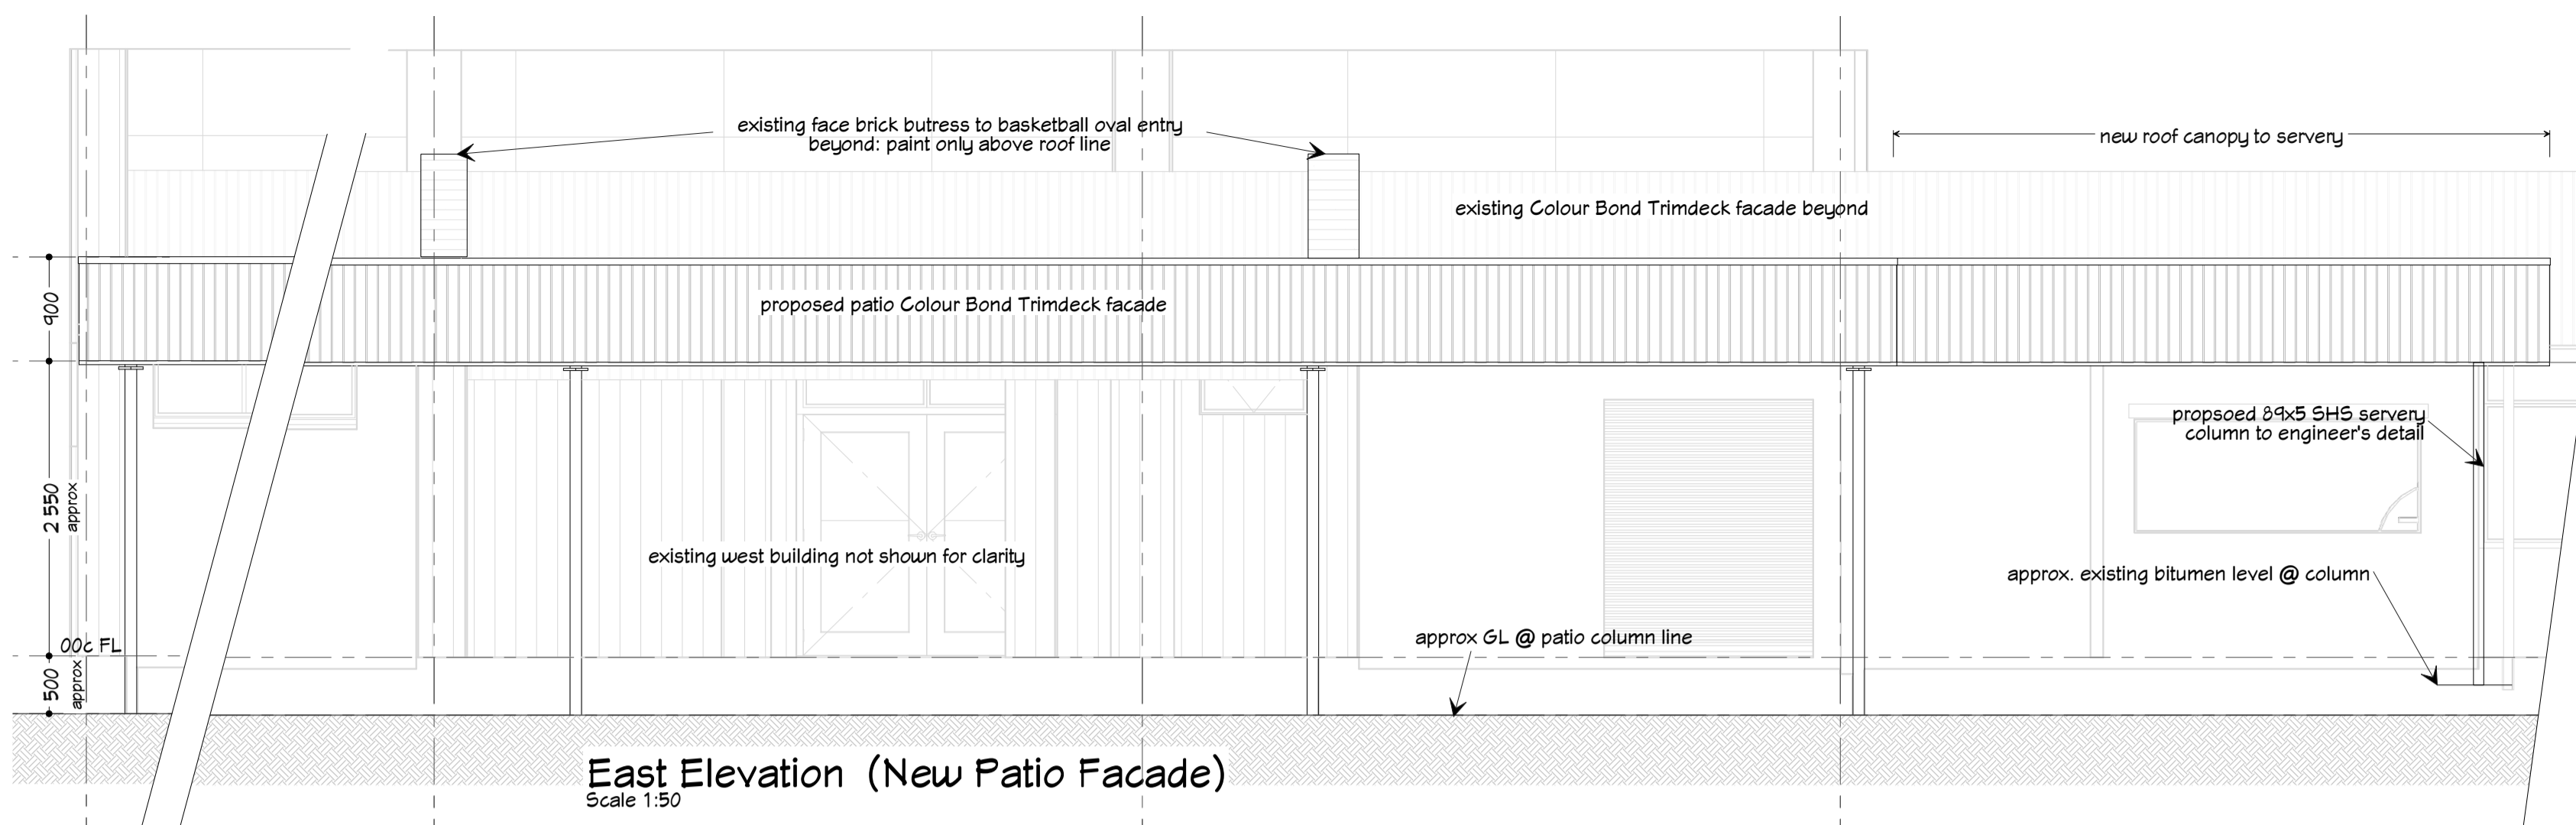 existing face brick butress to basketball oval entry
beyond: paint only above roof line
new roof canopy to servery
existing Colour Bond Trimdeck facade beyond
900
proposed patio Colour Bond Trimdeck facade
propsoed 89x5 SHS servery
column to engineer's detail
2 550
approx
existing west building not shown for clarity
approx. existing bitumen level @ column
00c FL
approx GL @ patio column line
500
approx
East Elevation (New Patio Facade)
Scale 1:50